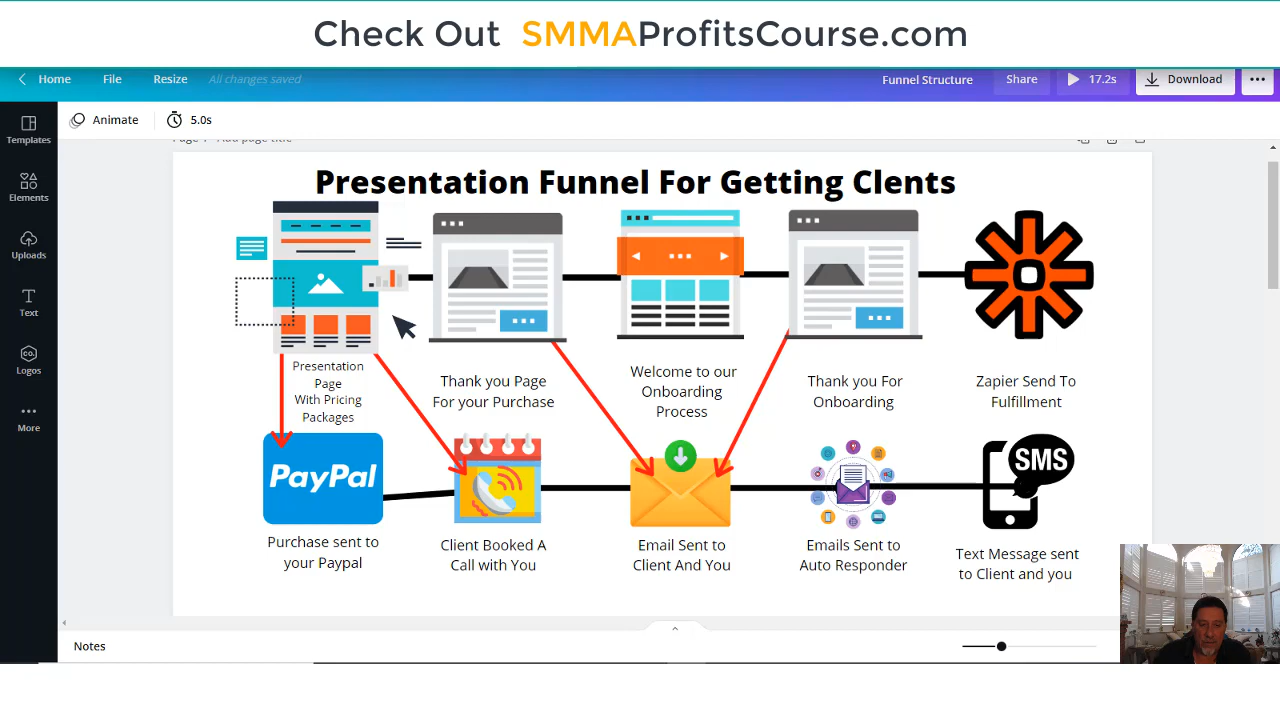 Check Out SMMAProfitsCourse.com
Home File Resize All changes saved Funnel Structure Share 17.2s Download
Animate 5.0s
Templates
Elements
Uploads
Text
CO.
Logos
More
Presentation Funnel For Getting Clents
Presentation
Page
With Pricing
Packages
Thank you Page
For your Purchase
Welcome to our
Onboarding
Process
Thank you For
Onboarding
Zapier Send To
Fulfillment
PayPal
SMS
Purchase sent to
your Paypal
Client Booked A
Call with You
Email Sent to
Client And You
Emails Sent to
Auto Responder
Text Message sent
to Client and you
Notes